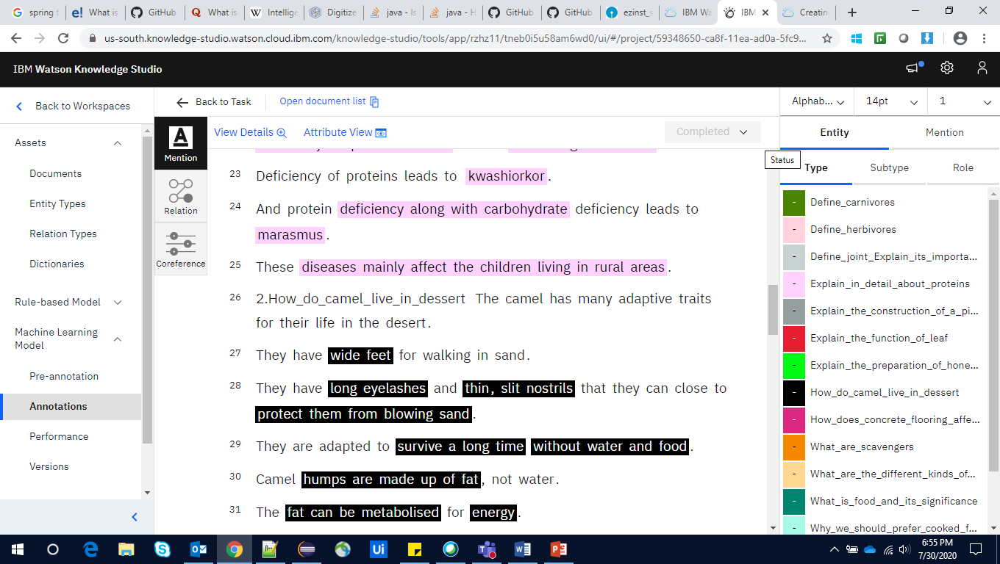 spring t
What is
GitHub
What is
Intellige
Digitize
java - Is
java - H
GitHub
GitHub
ezinst_s
IBM Wa
IBM
Creatin
us-south.knowledge-studio.watson.cloud.ibm.com/knowledge-studio/tools/app/rzhz11/tneb0i5u58am6wd0/ui/#/project/59348650-ca8f-11ea-ad0a-5fc9...
IBM Watson Knowledge Studio
Back to Workspaces
Back to Task
Open document list
Alphab...
14pt
1
Assets
Documents
Entity Types
Relation Types
Dictionaries
Rule-based Model
Machine Learning
Model
Pre-annotation
Annotations
Performance
Versions
A
Mention
Relation
Coreference
View Details
Attribute View
Completed
Status
23 Deficiency of proteins leads to kwashiorkor.
24 And protein deficiency along with carbohydrate deficiency leads to
marasmus.
25 These diseases mainly affect the children living in rural areas.
26 2.How_do_camel_live_in_dessert The camel has many adaptive traits
for their life in the desert.
27 They have wide feet for walking in sand.
28 They have long eyelashes and thin, slit nostrils that they can close to
protect them from blowing sand.
29 They are adapted to survive a long time without water and food.
30 Camel humps are made up of fat, not water.
31 The fat can be metabolised for energy.
Entity
Mention
Type
Subtype
Role
- Define_carnivores
- Define_herbivores
- Define_joint_Explain_its_importa...
- Explain_in_detail_about_proteins
- Explain_the_construction_of_a_pi...
- Explain_the_function_of_leaf
- Explain_the_preparation_of_hone...
- How_do_camel_live_in_dessert
- How_does_concrete_flooring_affe...
- What_are_scavengers
- What_are_the_different_kinds_of...
- What_is_food_and_its_significance
- Why_we_should_prefer_cooked_f...
Ui
6:55 PM
7/30/2020